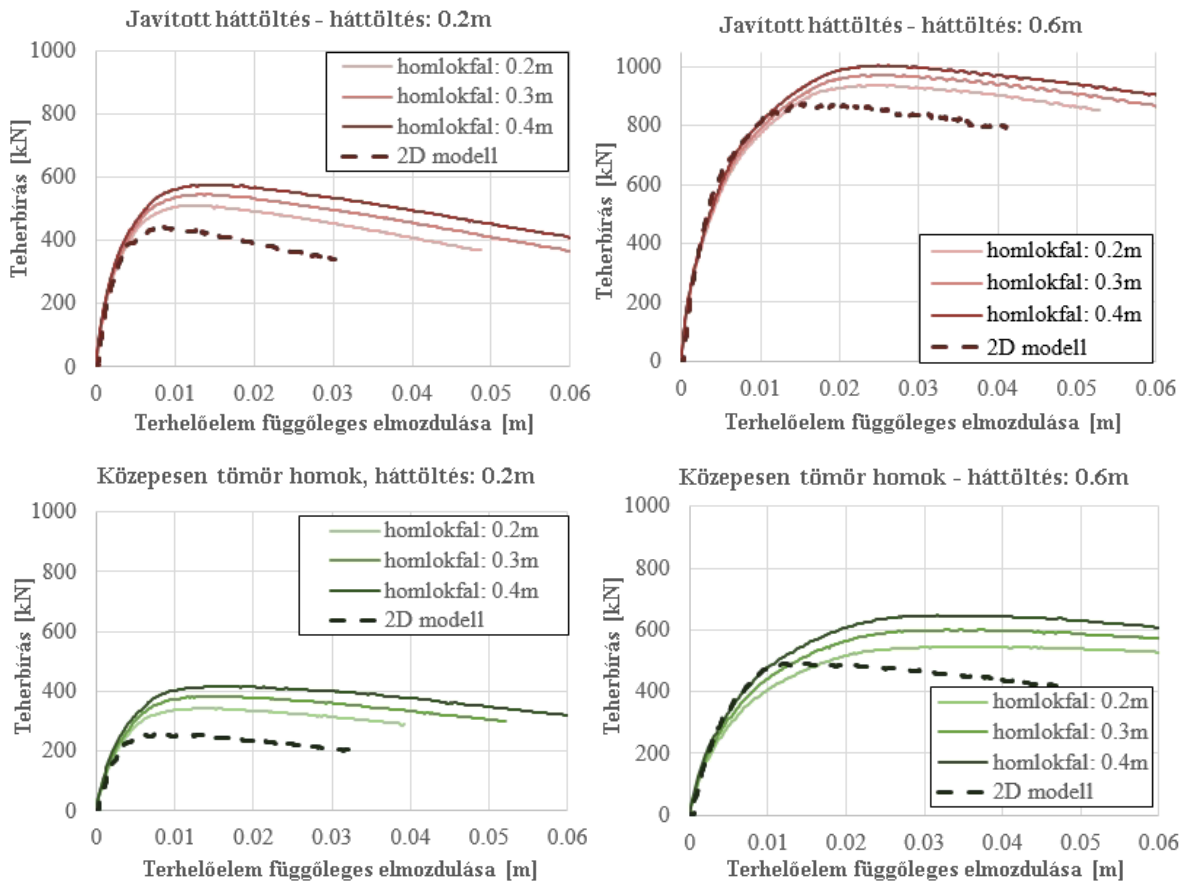 Javított háttöltés - háttöltés: 0.2m
1000
800
600
400
200
0
Teherbírás [kN]
homlokfal: 0.2m
homlokfal: 0.3m
homlokfal: 0.4m
2D modell
0 0.01 0.02 0.03 0.04 0.05 0.06
Terhelőelem függőleges elmozdulása [m]
Javított háttöltés - háttöltés: 0.6m
1000
800
600
400
200
0
Teherbírás [kN]
homlokfal: 0.2m
homlokfal: 0.3m
homlokfal: 0.4m
2D modell
0 0.01 0.02 0.03 0.04 0.05 0.06
Terhelőelem függőleges elmozdulása [m]
Közepesen tömör homok, háttöltés: 0.2m
1000
800
600
400
200
0
Teherbírás [kN]
homlokfal: 0.2m
homlokfal: 0.3m
homlokfal: 0.4m
2D modell
0 0.01 0.02 0.03 0.04 0.05 0.06
Terhelőelem függőleges elmozdulása [m]
Közepesen tömör homok - háttöltés: 0.6m
1000
800
600
400
200
0
Teherbírás [kN]
homlokfal: 0.2m
homlokfal: 0.3m
homlokfal: 0.4m
2D modell
0 0.01 0.02 0.03 0.04 0.05 0.06
Terhelőelem függőleges elmozdulása [m]